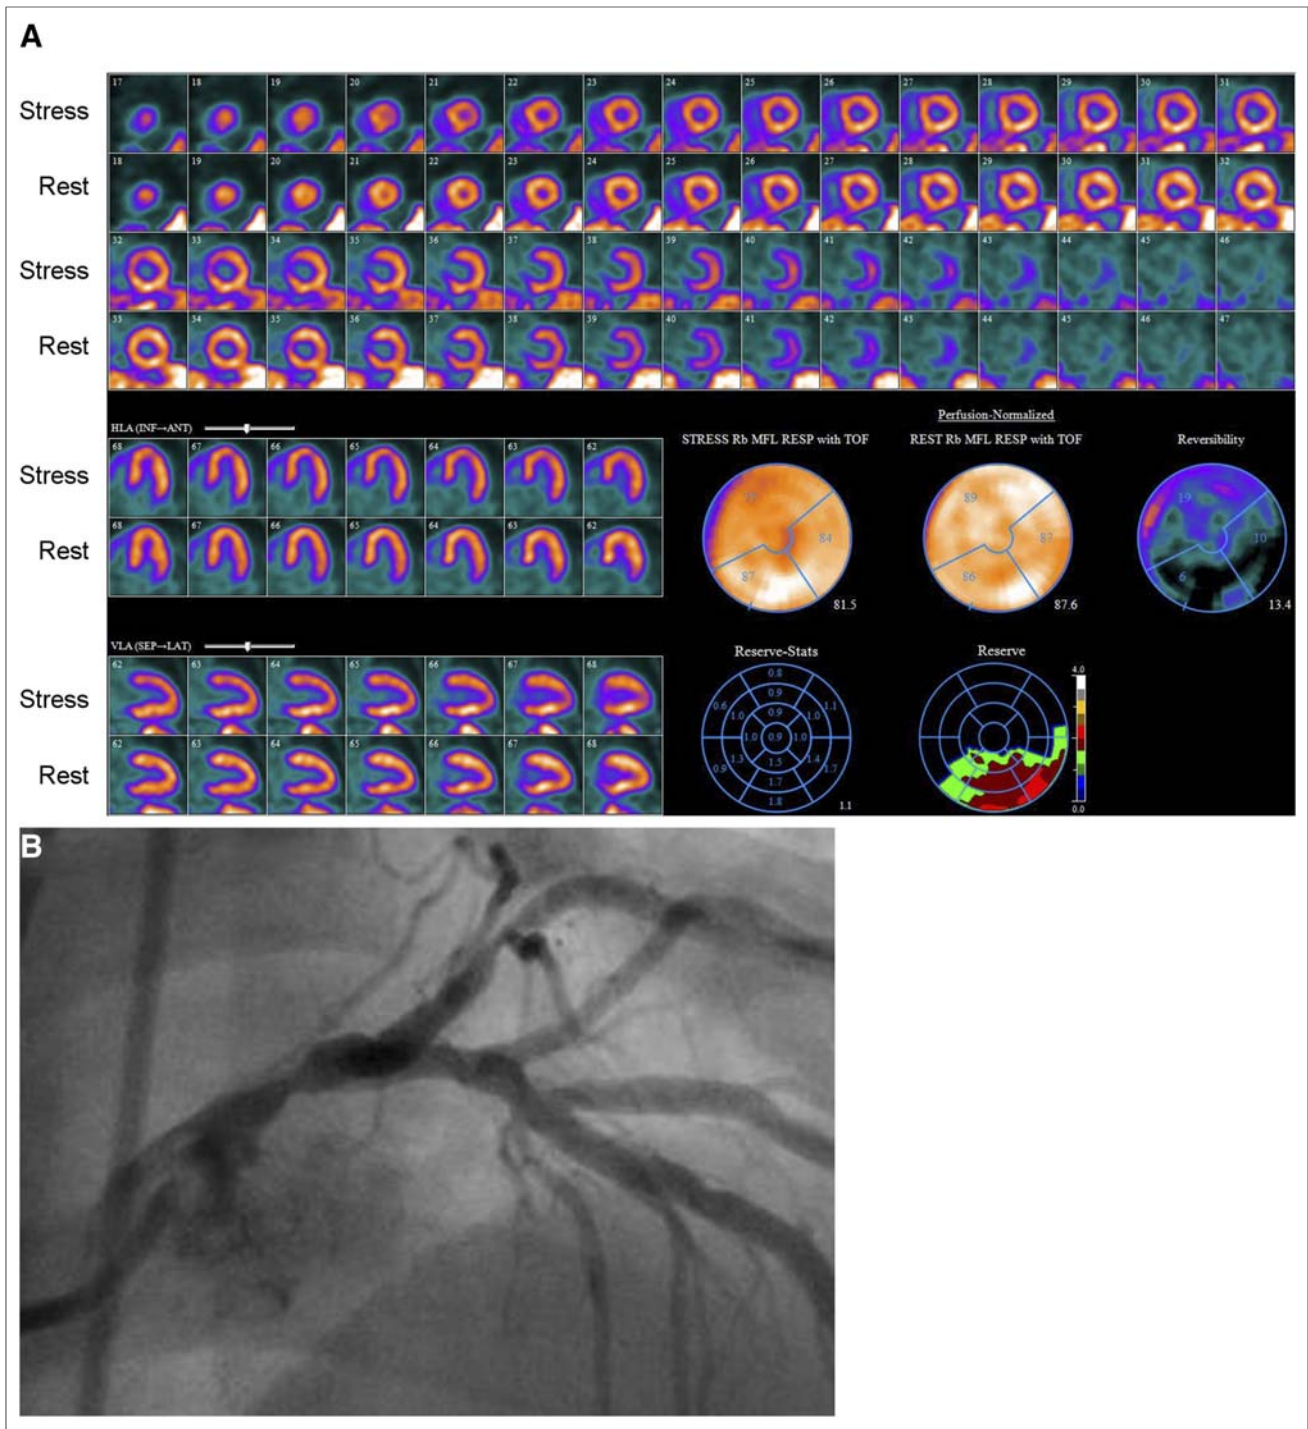 A
Stress
17 18 19 20 21 22 23 24 25 26 27 28 29 30 31
Rest
18 19 20 21 22 23 24 25 26 27 28 29 30 31 32
Stress
32 33 34 35 36 37 38 39 40 41 42 43 44 45 46
Rest
33 34 35 36 37 38 39 40 41 42 43 44 45 46 47
HLA (INF→ANT)
Stress
68 67 66 65 64 63 62
Rest
68 67 66 65 64 63 62
VLA (SEP→LAT)
Stress
62 63 64 65 66 67 68
Rest
62 63 64 65 66 67 68
Perfusion-Normalized
STRESS Rb MFL RESP with TOF
84
87
81.5
REST Rb MFL RESP with TOF
89
87
86
87.6
Reversibility
19
10
6
13.4
Reserve-Stats
0.8
0.9
0.6 1.1
0.9
1.0 1.0
1.0 0.9 1.0
1.3 1.4
1.5
0.9 1.7
1.7
1.8
1.1
Reserve
4.0
0.0
B